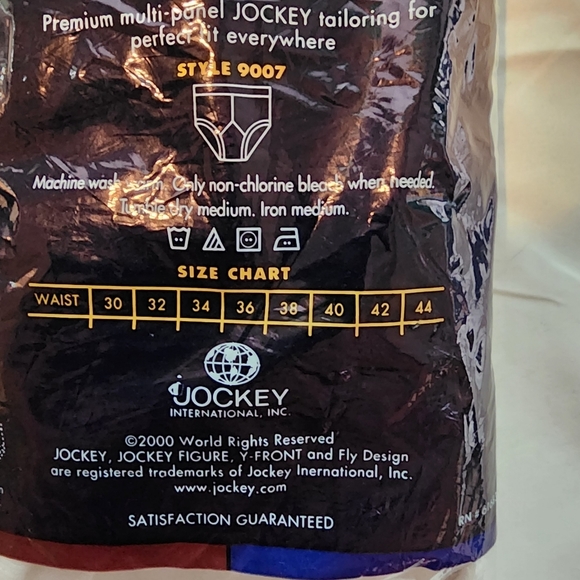 Premium multi-panel JOCKEY tailoring for
perfect fit everywhere
STYLE 9007
Machine wash warm. Only non-chlorine bleach when needed.
Tumble dry medium. Iron medium.
SIZE CHART
WAIST 30 32 34 36 38 40 42 44
JOCKEY
INTERNATIONAL, INC.
©2000 World Rights Reserved
JOCKEY, JOCKEY FIGURE, Y-FRONT and Fly Design
are registered trademarks of Jockey Inernational, Inc.
www.jockey.com
SATISFACTION GUARANTEED
RN